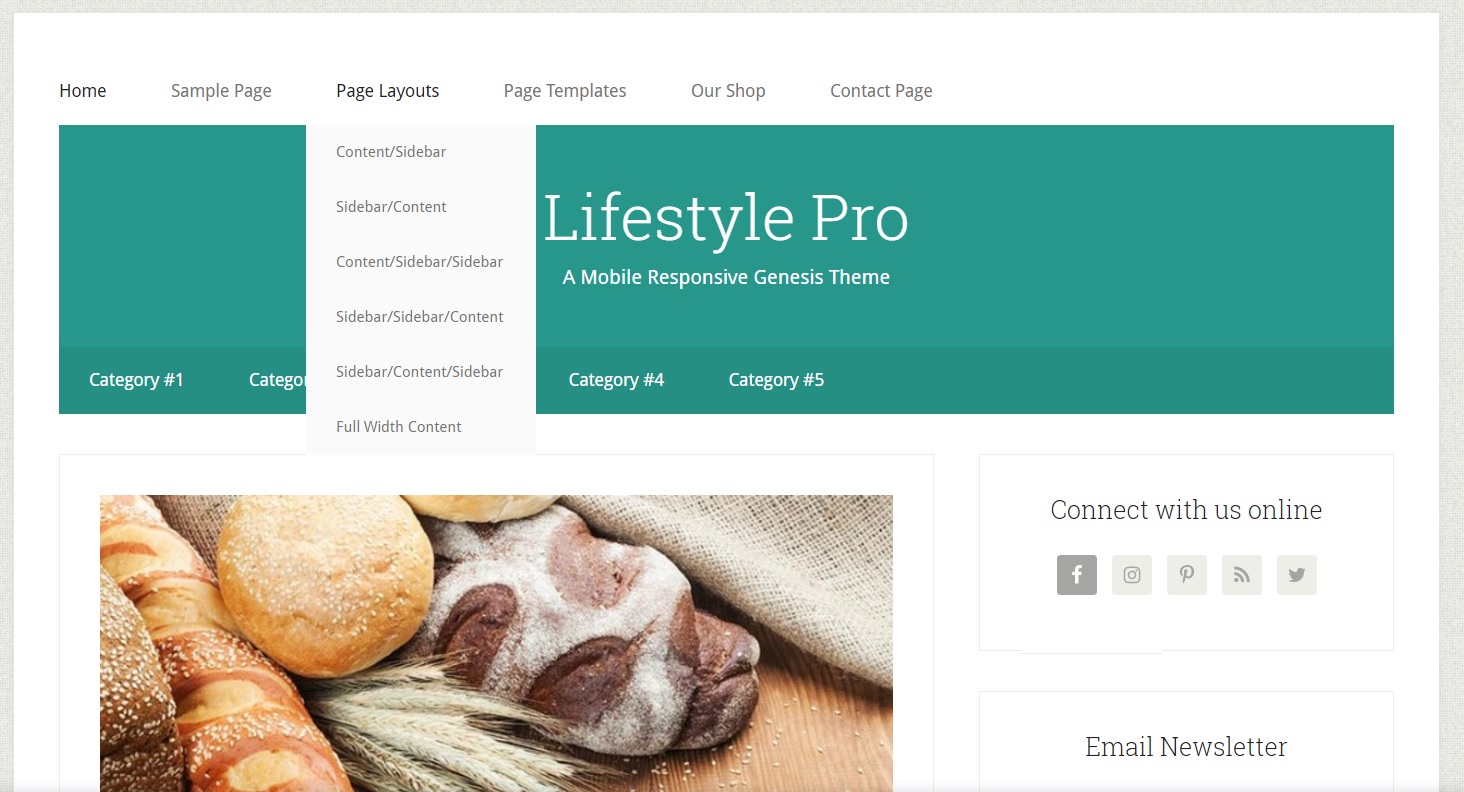 Home Sample Page Page Layouts Page Templates Our Shop Contact Page
Content/Sidebar
Sidebar/Content
Content/Sidebar/Sidebar
Sidebar/Sidebar/Content
Sidebar/Content/Sidebar
Full Width Content
Lifestyle Pro
A Mobile Responsive Genesis Theme
Category #1 Category #4 Category #5
Connect with us online
Email Newsletter